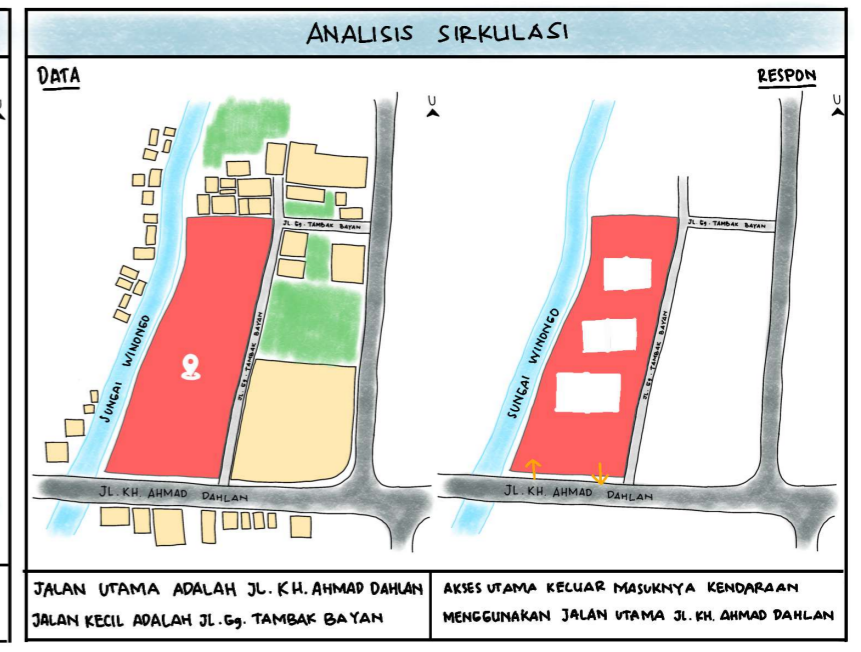 ANALISIS SIRKULASI
DATA
U
SUNGAI WINONGO
JL. Gg. TAMBAK BAYAN
JL. Gg. TAMBAK BAYAN
JL. KH. AHMAD DAHLAN
JALAN UTAMA ADALAH JL. KH. AHMAD DAHLAN
JALAN KECIL ADALAH JL. Gg. TAMBAK BAYAN
RESPON
U
SUNGAI WINONGO
JL. Gg. TAMBAK BAYAN
JL. Gg. TAMBAK BAYAN
JL. KH. AHMAD DAHLAN
AKSES UTAMA KELUAR MASUKNYA KENDARAAN
MENGGUNAKAN JALAN UTAMA JL. KH. AHMAD DAHLAN